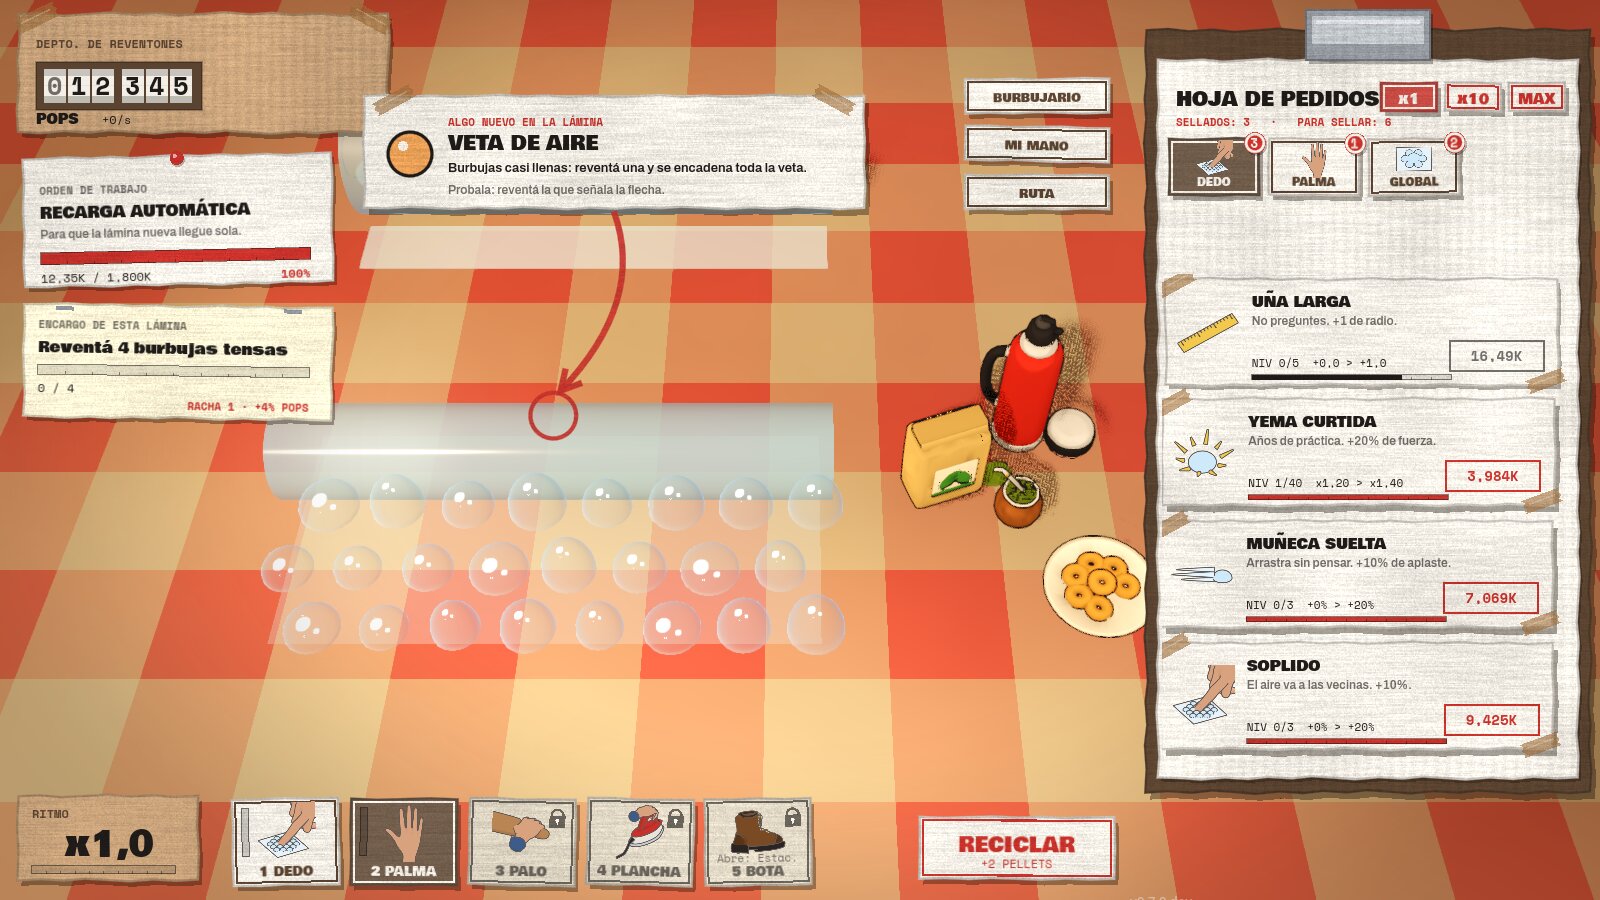 DEPTO. DE REVENTONES
012345
POPS +0/s
ORDEN DE TRABAJO
RECARGA AUTOMÁTICA
Para que la lámina nueva llegue sola.
12,35K / 1,800K 100%
ENCARGO DE ESTA LÁMINA
Reventá 4 burbujas tensas
0 / 4
RACHA 1 · +4% POPS
ALGO NUEVO EN LA LÁMINA
VETA DE AIRE
Burbujas casi llenas: reventá una y se encadena toda la veta.
Probala: reventá la que señala la flecha.
BURBUJARIO
MI MANO
RUTA
HOJA DE PEDIDOS x1 x10 MAX
SELLADOS: 3 · PARA SELLAR: 6
3 1 2
DEDO PALMA GLOBAL
UÑA LARGA
No preguntes. +1 de radio.
NIV 0/5 +0,0 > +1,0
16,49K
YEMA CURTIDA
Años de práctica. +20% de fuerza.
NIV 1/40 x1,20 > x1,40
3,984K
MUÑECA SUELTA
Arrastra sin pensar. +10% de aplaste.
NIV 0/3 +0% > +20%
7,069K
SOPLIDO
El aire va a las vecinas. +10%.
NIV 0/3 +0% > +20%
9,425K
RITMO
x1,0
1 DEDO
2 PALMA
3 PALO
4 PLANCHA
Abre: Estac.
5 BOTA
RECICLAR
+2 PELLETS